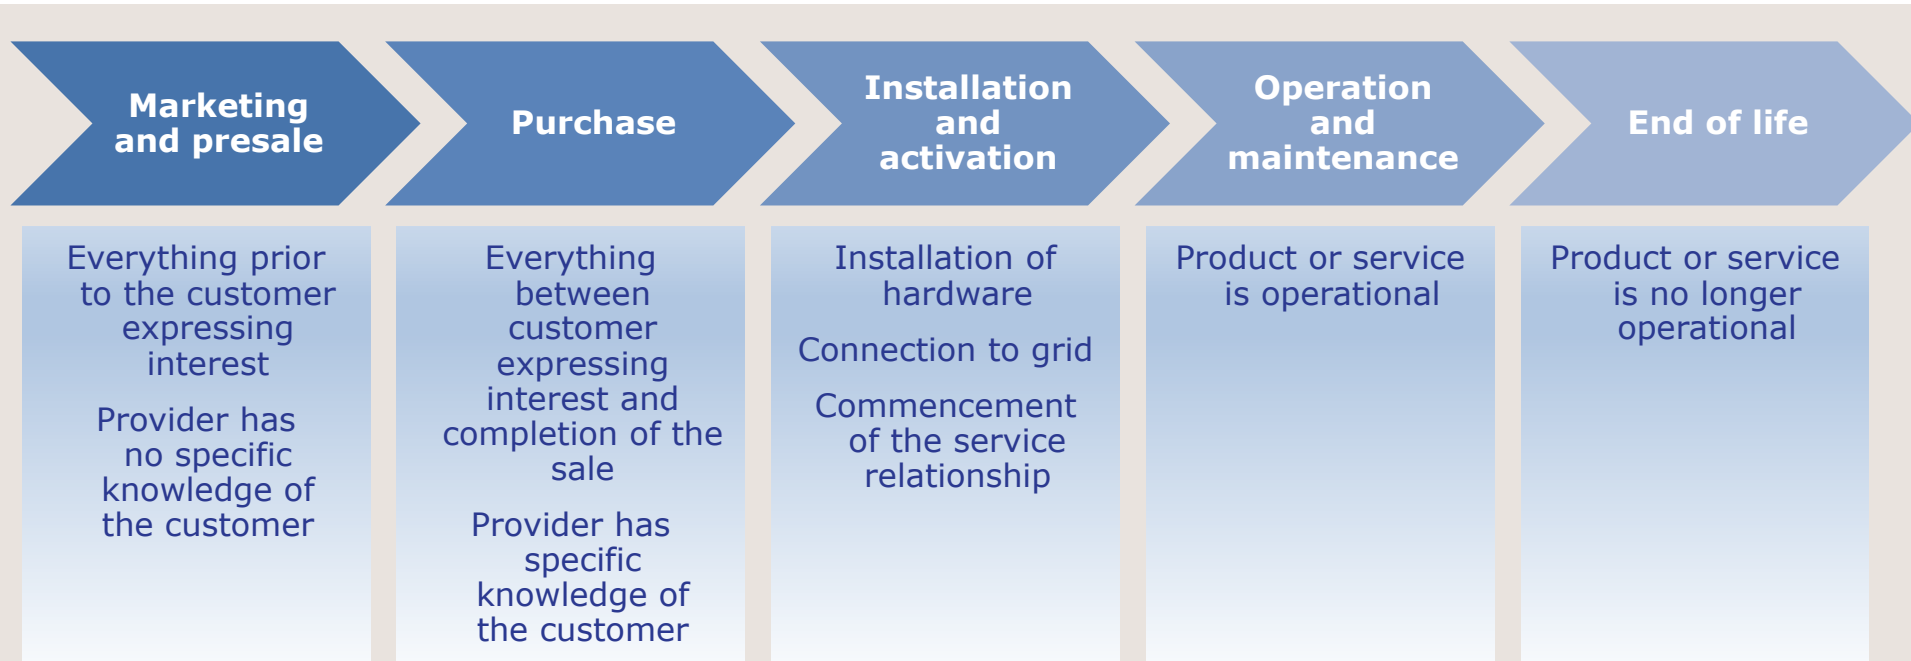 Marketing
and presale
Purchase
Installation
and
activation
Operation
and
maintenance
End of life
Everything prior
to the customer
expressing
interest
Provider has
no specific
knowledge of
the customer
Everything
between
customer
expressing
interest and
completion of the
sale
Provider has
specific
knowledge of
the customer
Installation of
hardware
Connection to grid
Commencement
of the service
relationship
Product or service
is operational
Product or service
is no longer
operational